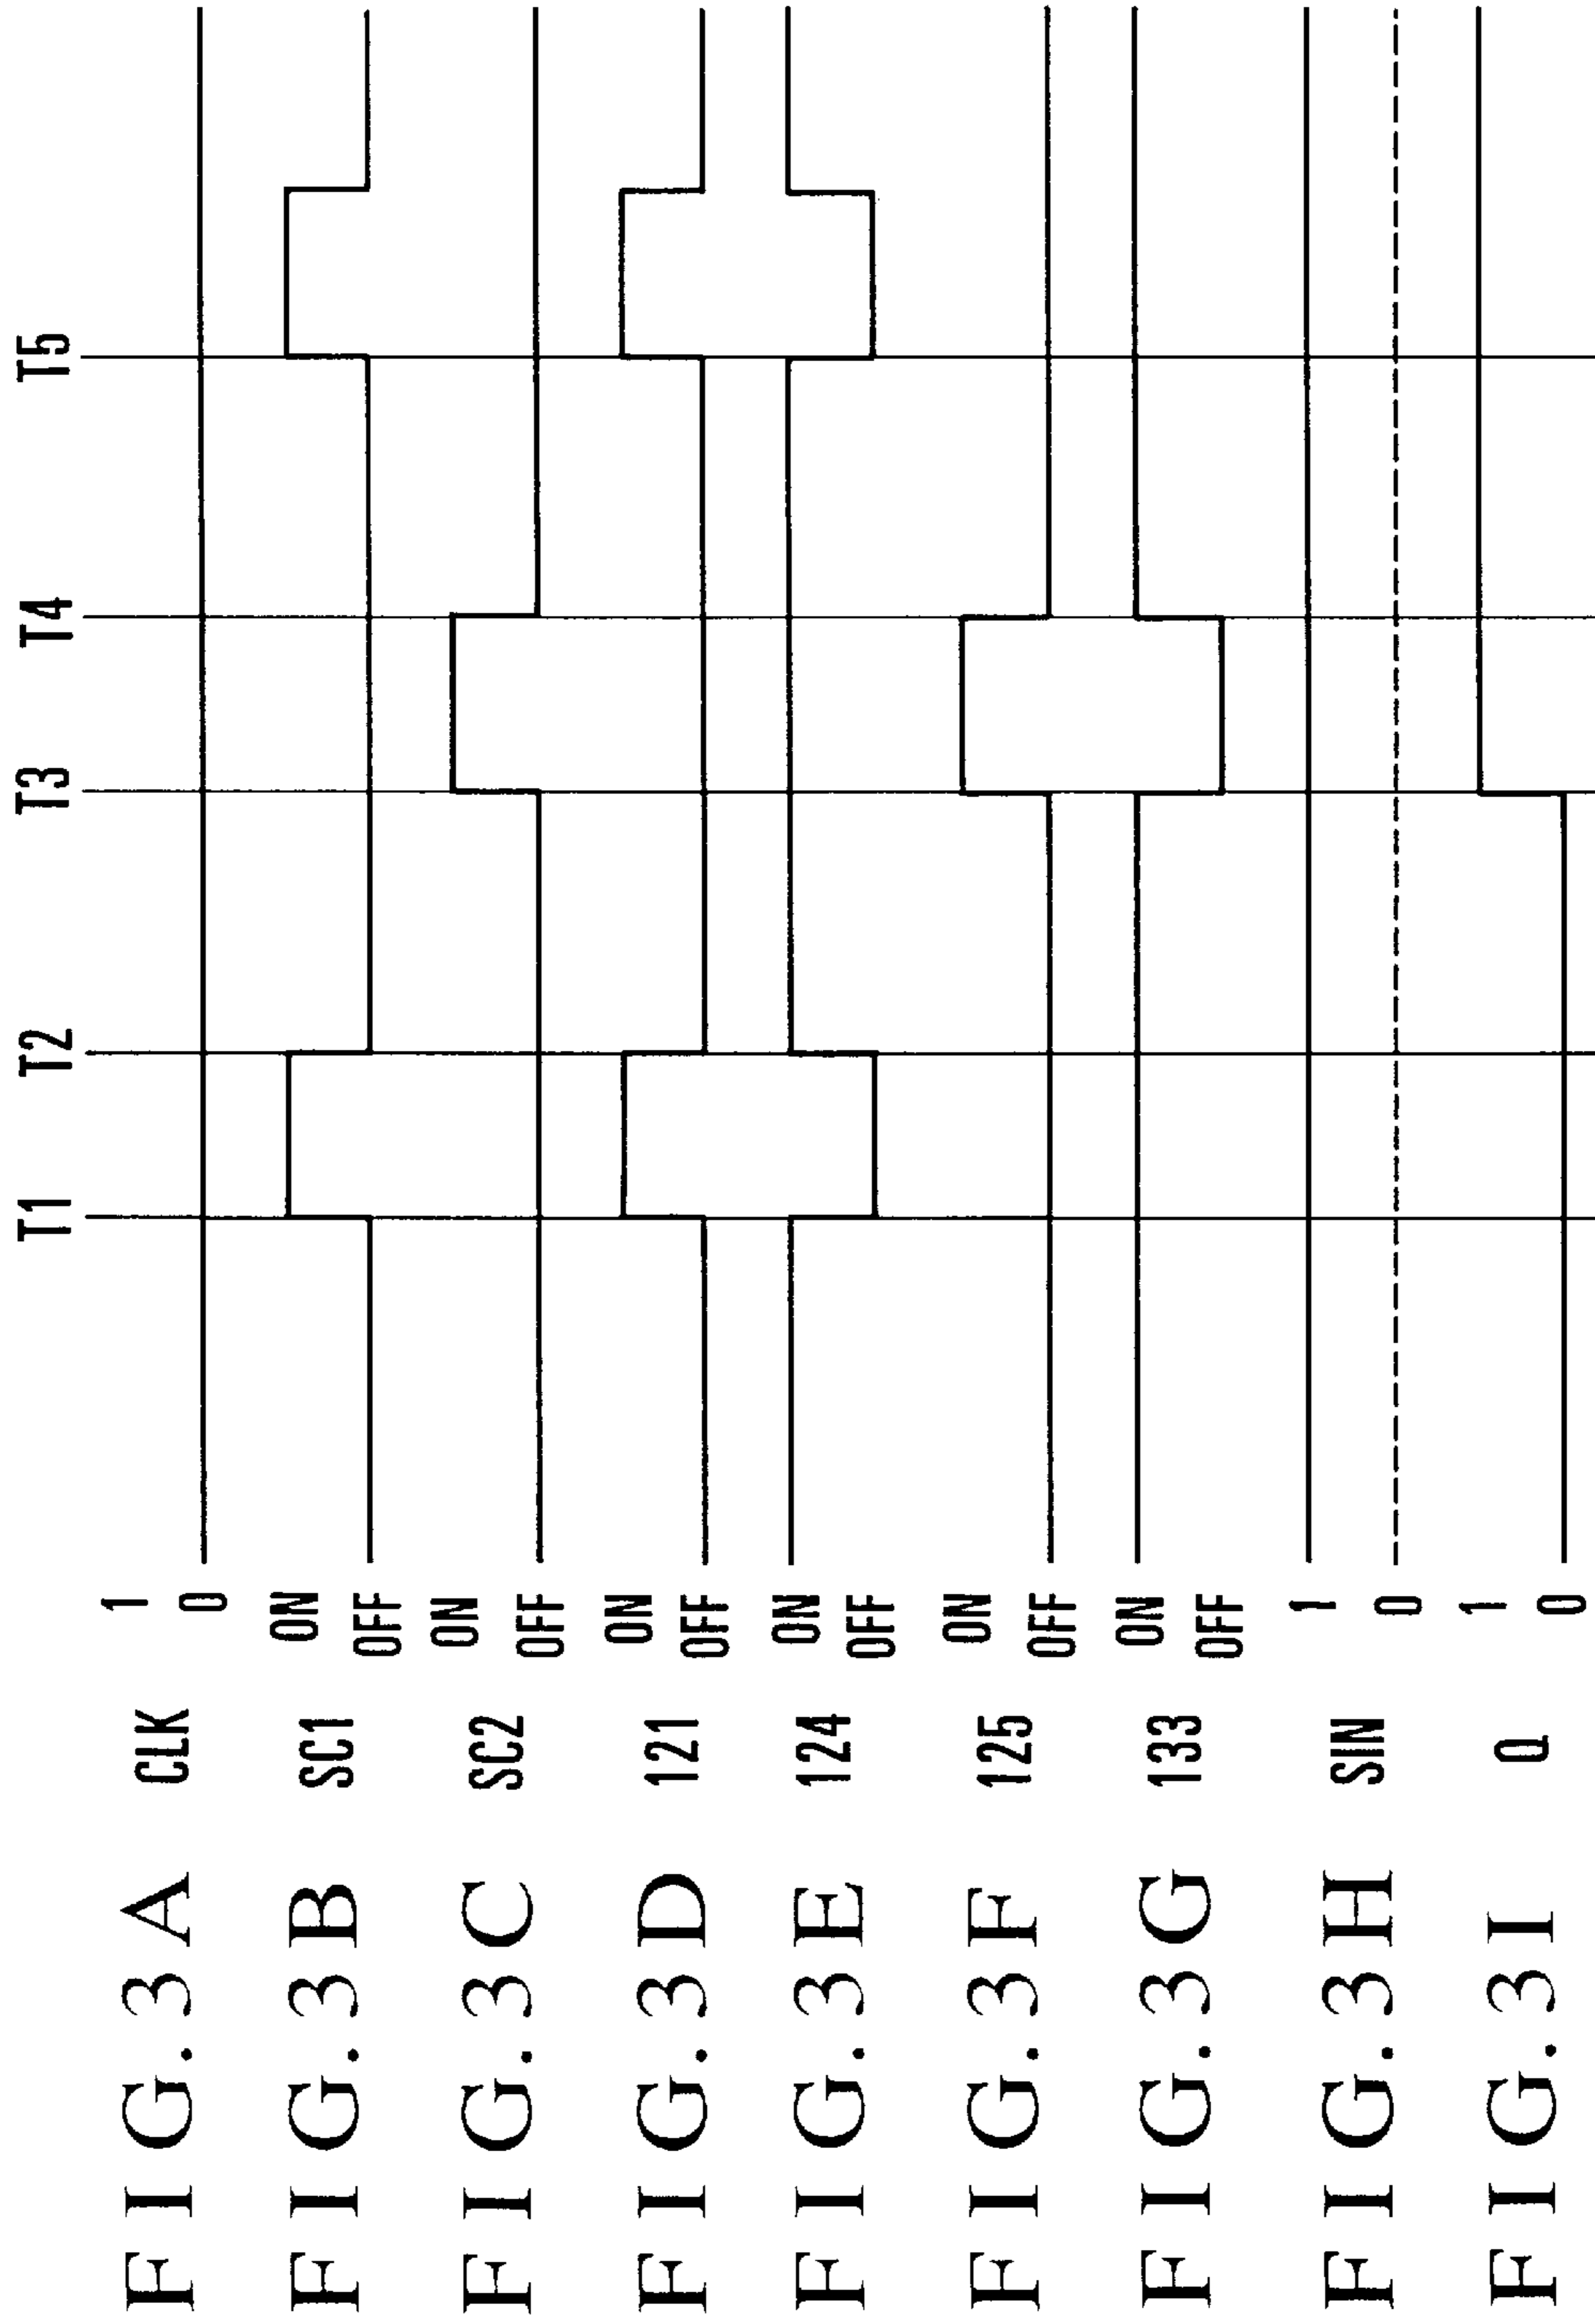 T1 T2 T3 T4 T5
FIG.3A CLK 1
0
FIG.3B SC1 ON
OFF
FIG.3C SC2 ON
OFF
FIG.3D 121 ON
OFF
FIG.3E 124 ON
OFF
FIG.3F 125 ON
OFF
FIG.3G 133 ON
OFF
FIG.3H SIN 1
0
FIG.3I Q 1
0